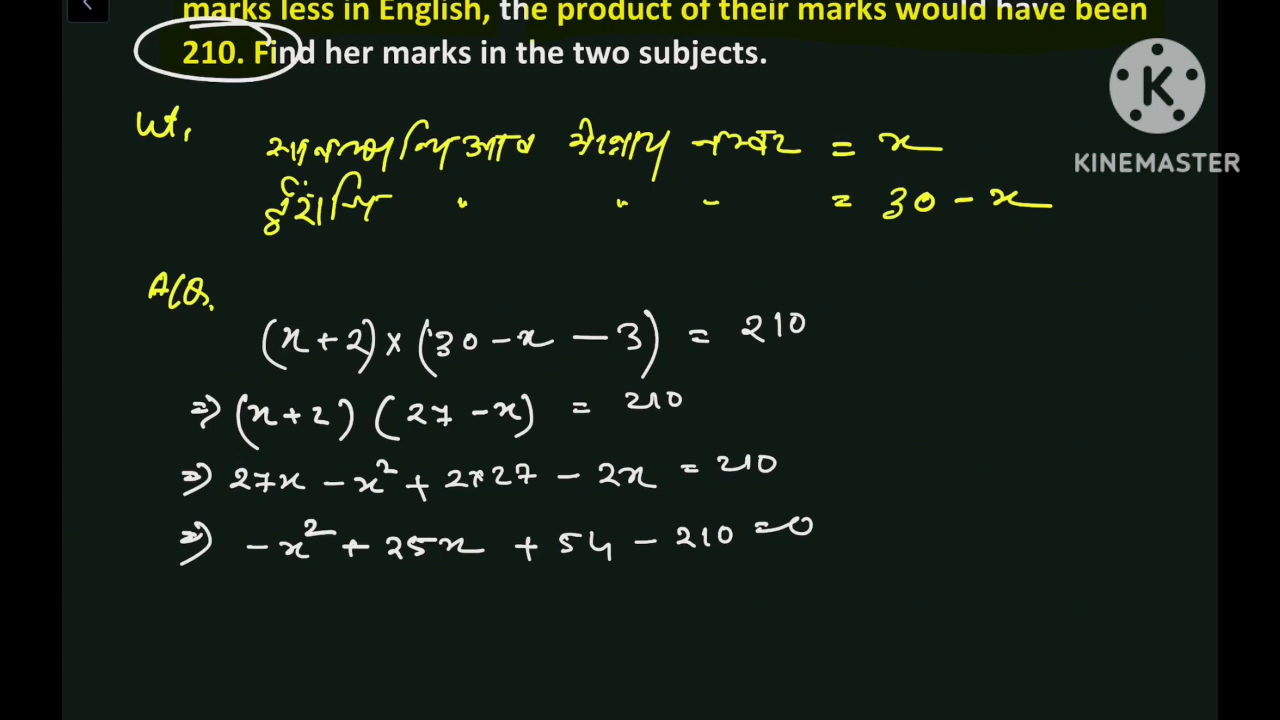 marks less in English, the product of their marks would have been
210. Find her marks in the two subjects.
K
KINEMASTER
= x
" " " = 30 - x
A/Q,
(x+2)×(30-x-3) = 210
⇒ (x+2) (27-x) = 210
⇒ 27x - x² + 2×27 - 2x = 210
⇒ -x² + 25x + 54 - 210 = 0